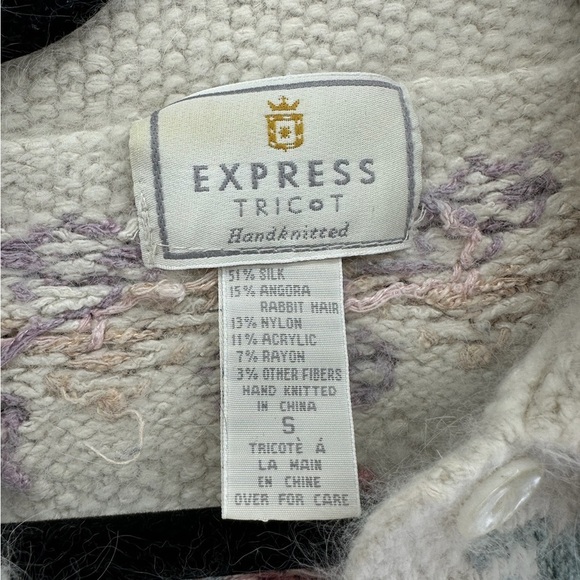 EXPRESS
TRICOT
Handknitted
51% SILK
15% ANGORA
RABBIT HAIR
13% NYLON
11% ACRYLIC
7% RAYON
3% OTHER FIBERS
HAND KNITTED
IN CHINA
S
TRICOTÈ Á
LA MAIN
EN CHINE
OVER FOR CARE